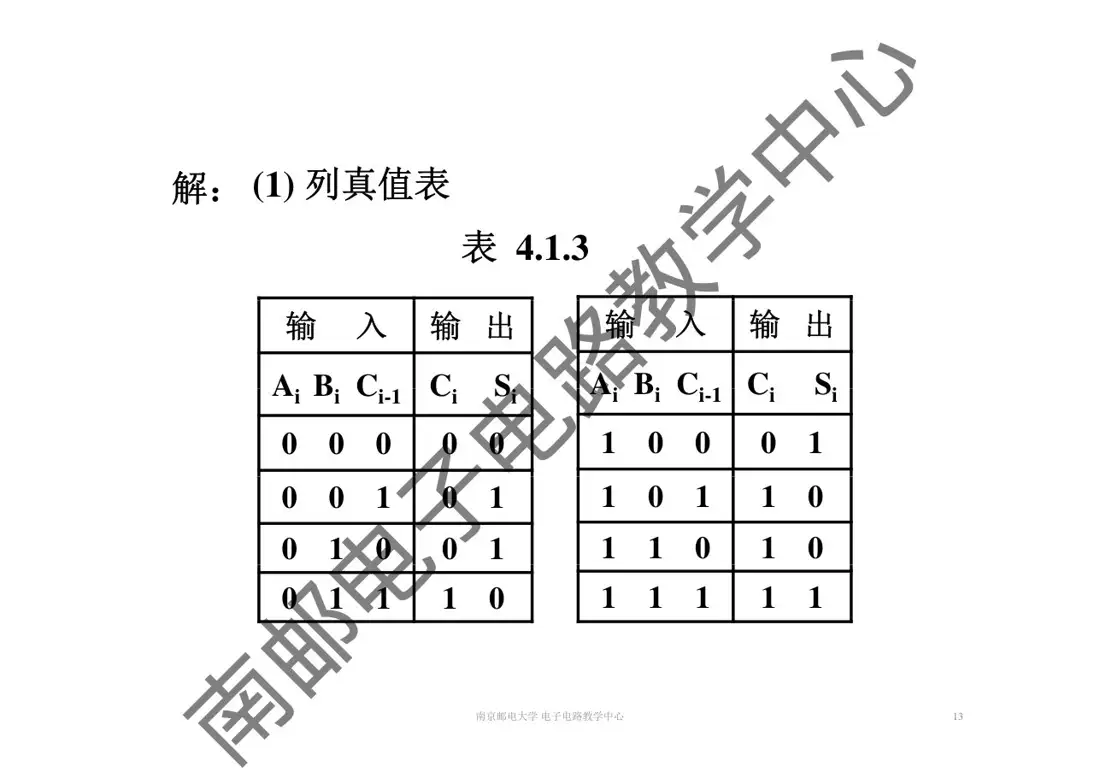 解： (1) 列真值表
表 4.1.3
输 入 输 出
Ai Bi Ci-1 Ci Si
0 0 0 0 0
0 0 1 0 1
0 1 0 0 1
0 1 1 1 0
输 入 输 出
Ai Bi Ci-1 Ci Si
1 0 0 0 1
1 0 1 1 0
1 1 0 1 0
1 1 1 1 1
南邮电子电路教学中心
南京邮电大学 电子电路教学中心
13